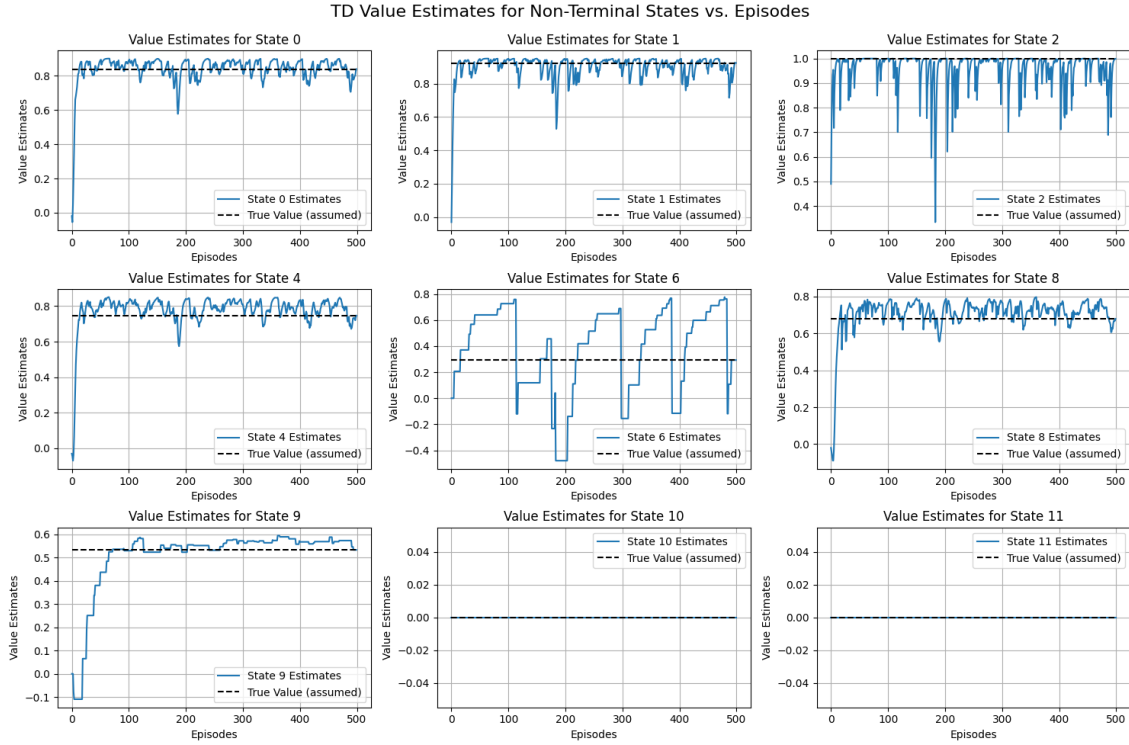 TD Value Estimates for Non-Terminal States vs. Episodes
Value Estimates for State 0
Value Estimates
0.8
0.6
0.4
0.2
0.0
State 0 Estimates
True Value (assumed)
0
100
200
300
400
500
Episodes
Value Estimates for State 1
Value Estimates
0.8
0.6
0.4
0.2
0.0
State 1 Estimates
True Value (assumed)
0
100
200
300
400
500
Episodes
Value Estimates for State 2
Value Estimates
1.0
0.9
0.8
0.7
0.6
0.5
0.4
State 2 Estimates
True Value (assumed)
0
100
200
300
400
500
Episodes
Value Estimates for State 4
Value Estimates
0.8
0.6
0.4
0.2
0.0
State 4 Estimates
True Value (assumed)
0
100
200
300
400
500
Episodes
Value Estimates for State 6
Value Estimates
0.8
0.6
0.4
0.2
0.0
−0.2
−0.4
State 6 Estimates
True Value (assumed)
0
100
200
300
400
500
Episodes
Value Estimates for State 8
Value Estimates
0.8
0.6
0.4
0.2
0.0
State 8 Estimates
True Value (assumed)
0
100
200
300
400
500
Episodes
Value Estimates for State 9
Value Estimates
0.6
0.5
0.4
0.3
0.2
0.1
0.0
−0.1
State 9 Estimates
True Value (assumed)
0
100
200
300
400
500
Episodes
Value Estimates for State 10
Value Estimates
0.04
0.02
0.00
−0.02
−0.04
State 10 Estimates
True Value (assumed)
0
100
200
300
400
500
Episodes
Value Estimates for State 11
Value Estimates
0.04
0.02
0.00
−0.02
−0.04
State 11 Estimates
True Value (assumed)
0
100
200
300
400
500
Episodes